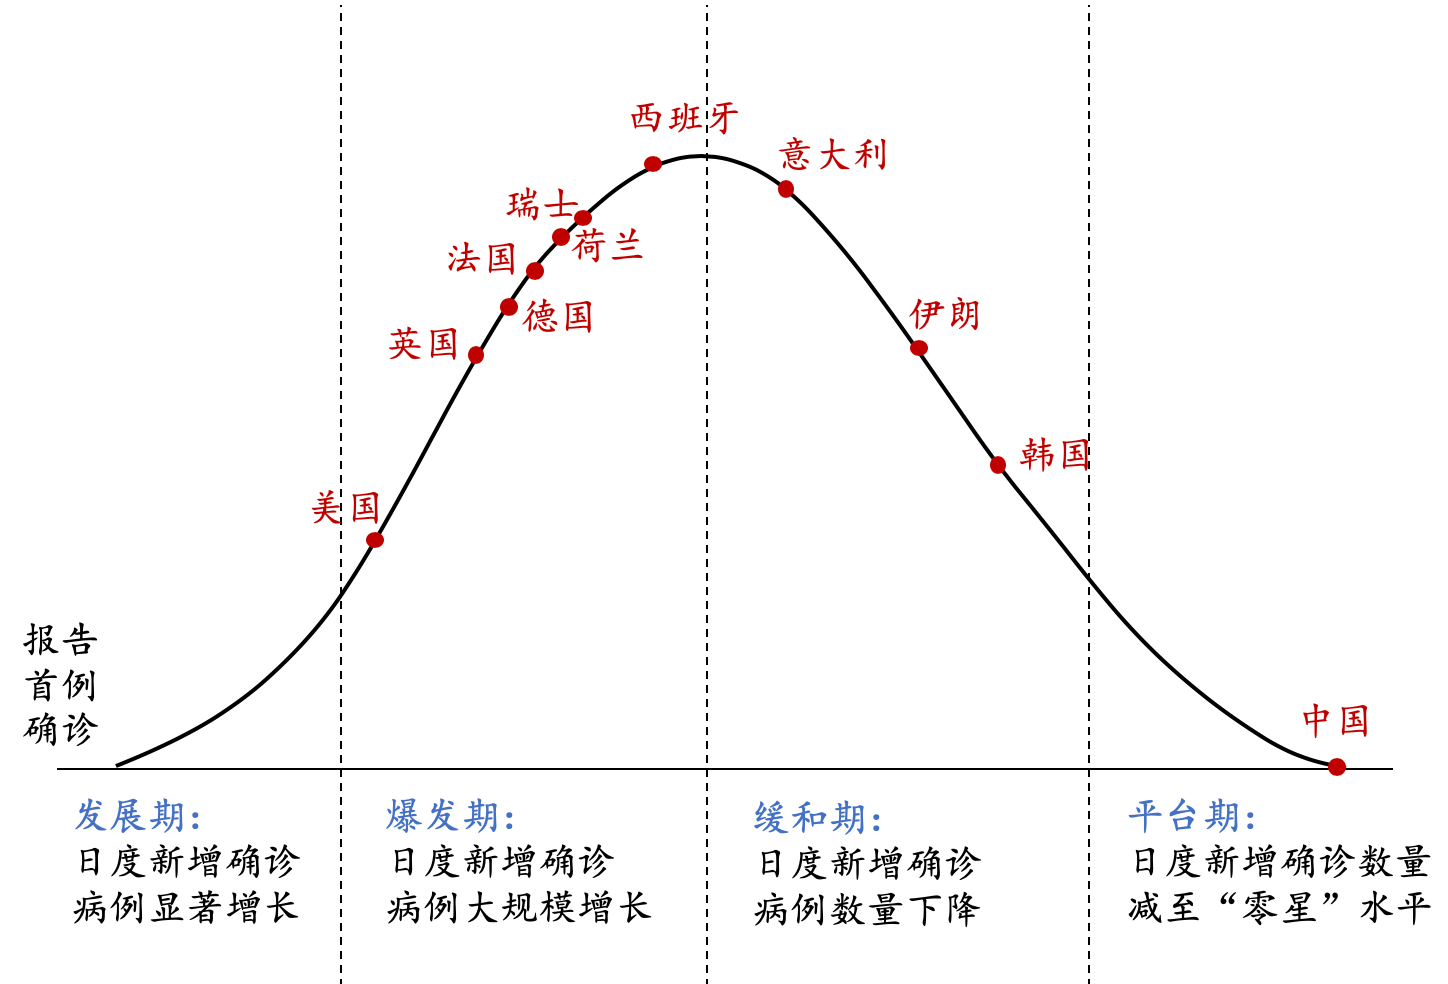 西班牙
意大利
瑞士
荷兰
法国
德国
英国
伊朗
韩国
美国
报告
首例
确诊
中国
发展期：
日度新增确诊
病例显著增长
爆发期：
日度新增确诊
病例大规模增长
缓和期：
日度新增确诊
病例数量下降
平台期：
日度新增确诊数量
减至“零星”水平